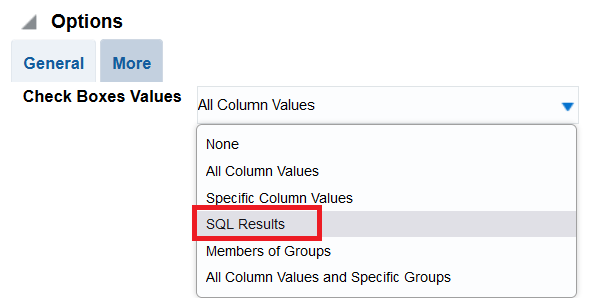 Options
General More
Check Boxes Values All Column Values
None
All Column Values
Specific Column Values
SQL Results
Members of Groups
All Column Values and Specific Groups